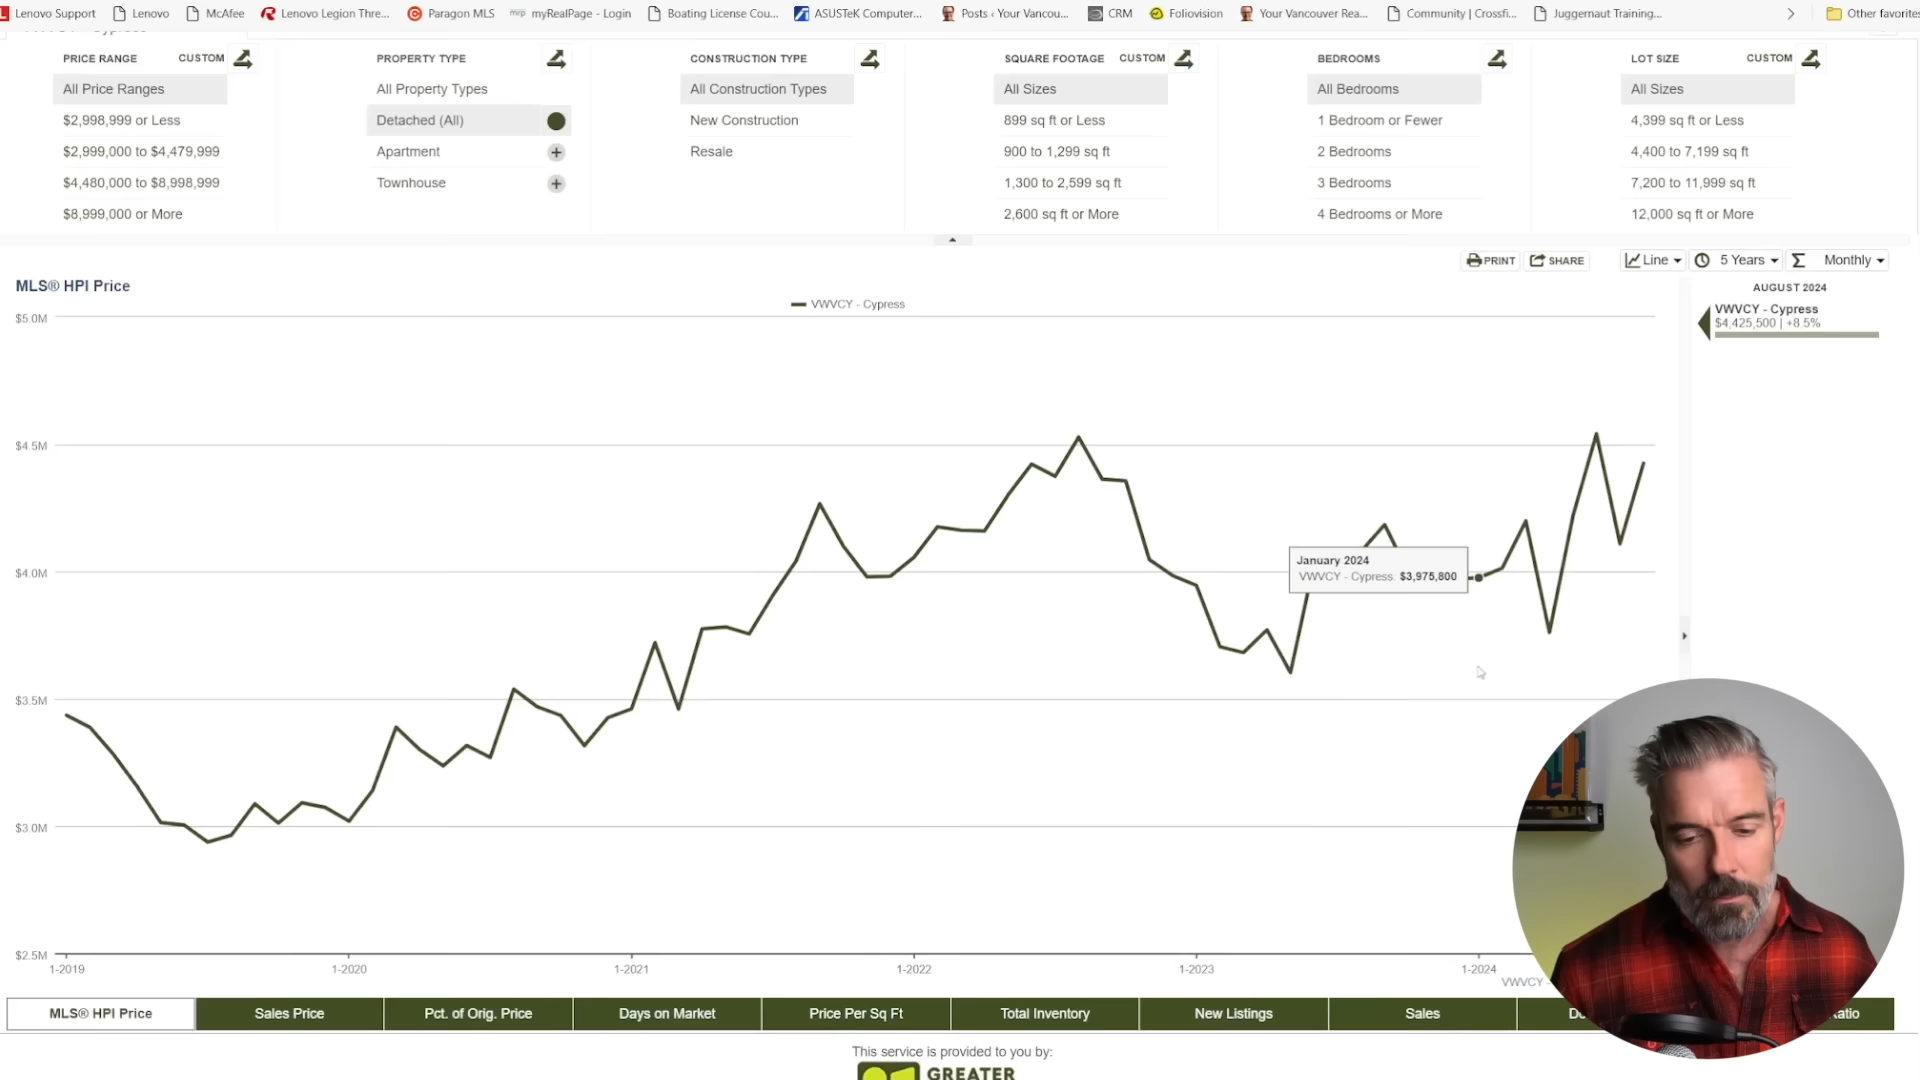 Lenovo Support
Lenovo
McAfee
Lenovo Legion Thre...
Paragon MLS
mrp myRealPage - Login
Boating License Cou...
ASUSTeK Computer...
Posts ‹ Your Vancou...
CRM
Foliovision
Your Vancouver Rea...
Community | Crossfi...
Juggernaut Training...
Other favorites
PRICE RANGE CUSTOM
All Price Ranges
$2,998,999 or Less
$2,999,000 to $4,479,999
$4,480,000 to $8,998,999
$8,999,000 or More
PROPERTY TYPE
All Property Types
Detached (All)
Apartment
Townhouse
CONSTRUCTION TYPE
All Construction Types
New Construction
Resale
SQUARE FOOTAGE CUSTOM
All Sizes
899 sq ft or Less
900 to 1,299 sq ft
1,300 to 2,599 sq ft
2,600 sq ft or More
BEDROOMS
All Bedrooms
1 Bedroom or Fewer
2 Bedrooms
3 Bedrooms
4 Bedrooms or More
LOT SIZE CUSTOM
All Sizes
4,399 sq ft or Less
4,400 to 7,199 sq ft
7,200 to 11,999 sq ft
12,000 sq ft or More
PRINT SHARE Line 5 Years Σ Monthly
MLS® HPI Price
VWVCY - Cypress
AUGUST 2024
VWVCY - Cypress
$4,425,500 | +8.5%
$5.0M
$4.5M
$4.0M
$3.5M
$3.0M
$2.5M
January 2024
VWVCY - Cypress: $3,975,800
1-2019 1-2020 1-2021 1-2022 1-2023 1-2024
VWVCY -
MLS® HPI Price
Sales Price
Pct. of Orig. Price
Days on Market
Price Per Sq Ft
Total Inventory
New Listings
Sales
This service is provided to you by:
GREATER